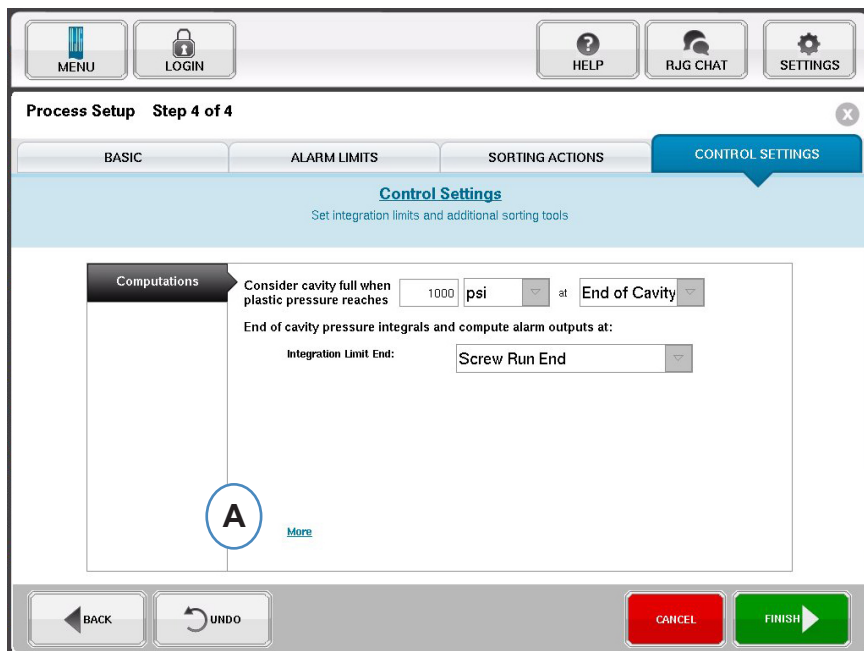 MENU
LOGIN
HELP
RJG CHAT
SETTINGS
Process Setup Step 4 of 4
X
BASIC
ALARM LIMITS
SORTING ACTIONS
CONTROL SETTINGS
Control Settings
Set integration limits and additional sorting tools
Computations
Consider cavity full when
plastic pressure reaches
1000 psi at End of Cavity
End of cavity pressure integrals and compute alarm outputs at:
Integration Limit End: Screw Run End
A
More
BACK
UNDO
CANCEL
FINISH